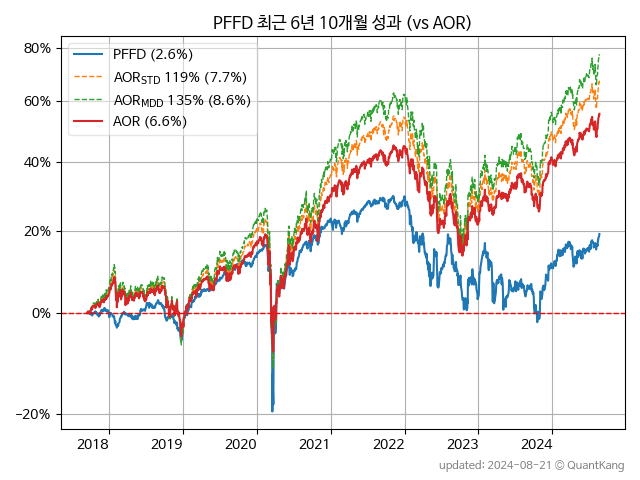 PFFD 최근 6년 10개월 성과 (vs AOR)
PFFD (2.6%)
AORSTD 119% (7.7%)
AORMDD 135% (8.6%)
AOR (6.6%)
80%
60%
40%
20%
0%
−20%
2018 2019 2020 2021 2022 2023 2024
updated: 2024-08-21 © QuantKang